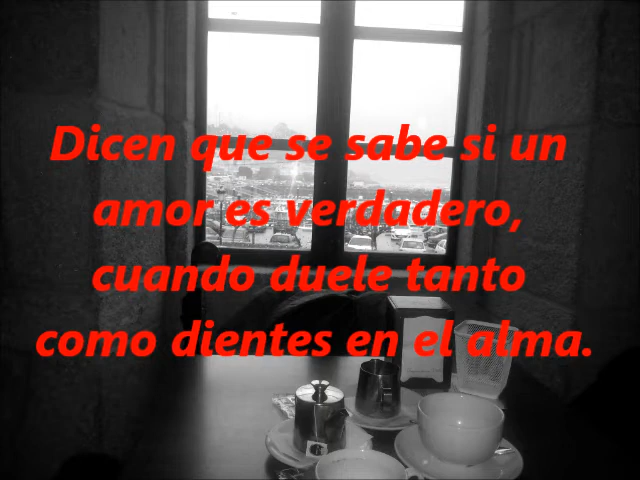 Dicen que se sabe si un
amor es verdadero,
cuando duele tanto
como dientes en el alma.